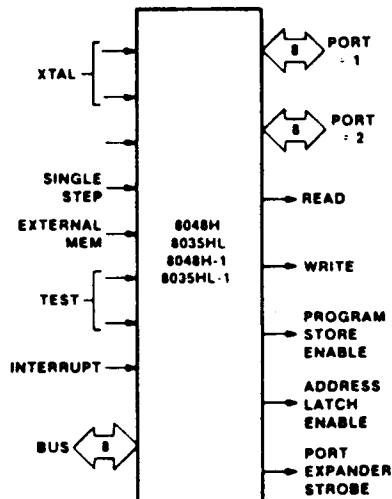 XTAL
SINGLE
STEP
EXTERNAL
MEM
TEST
INTERRUPT
BUS
8
8048H
8035HL
8048H-1
8035HL-1
8
PORT
÷ 1
8
PORT
÷ 2
READ
WRITE
PROGRAM
STORE
ENABLE
ADDRESS
LATCH
ENABLE
PORT
EXPANDER
STROBE